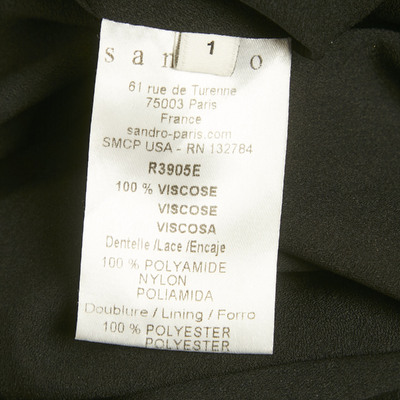 1
san o
61 rue de Turenne
75003 Paris
France
sandro-paris.com
SMCP USA - RN 132784
R3905E
100 % VISCOSE
VISCOSE
VISCOSA
Dentelle /Lace /Encaje
100 % POLYAMIDE
NYLON
POLIAMIDA
Doublure / Lining / Forro
100 % POLYESTER
POLYESTER